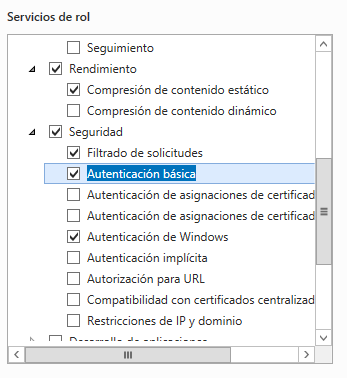 Servicios de rol
Seguimiento
Rendimiento
Compresión de contenido estático
Compresión de contenido dinámico
Seguridad
Filtrado de solicitudes
Autenticación básica
Autenticación de asignaciones de certificad
Autenticación de asignaciones de certificad
Autenticación de Windows
Autenticación implícita
Autorización para URL
Compatibilidad con certificados centralizad
Restricciones de IP y dominio
Desarrollo de aplicaciones